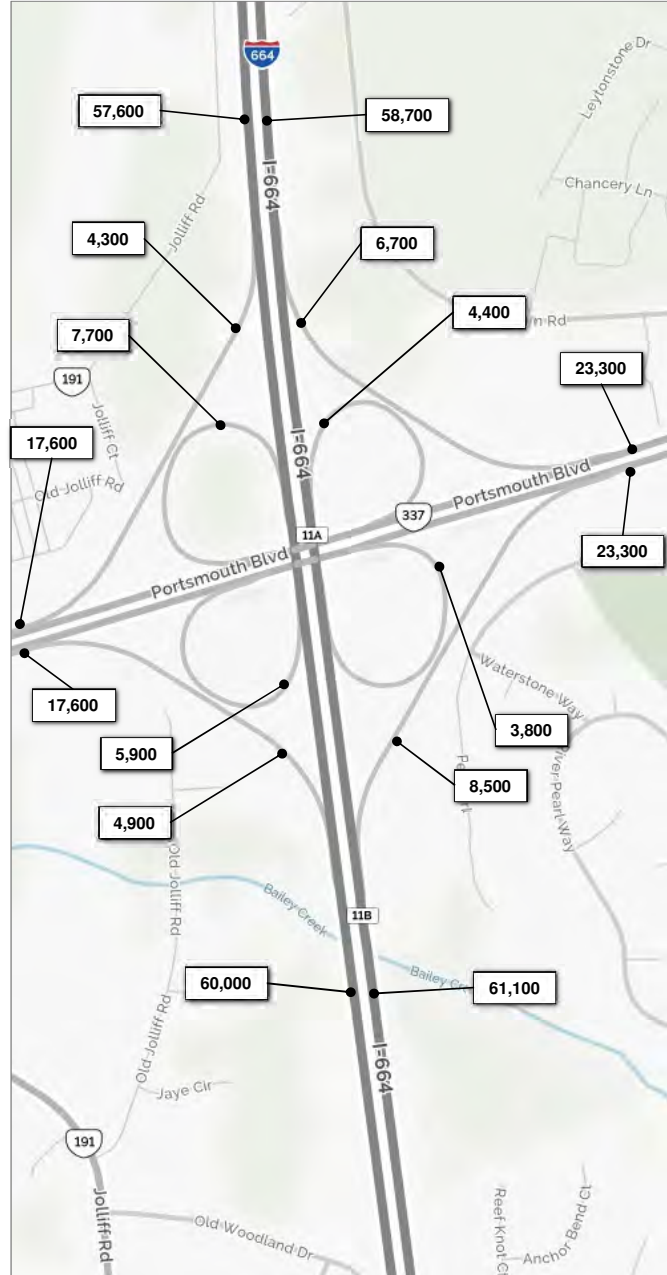 664
57,600
58,700
I-664
Leytonstone Dr
Chancery Ln
Jolliff Rd
4,300
6,700
7,700
4,400
n Rd
191
23,300
Jolliff Ct
17,600
Old Jolliff Rd
I-664
Portsmouth Blvd
337
11A
23,300
Portsmouth Blvd
17,600
Waterstone Way
3,800
5,900
8,500
4,900
River Pearl Way
Old Jolliff Rd
Bailey Creek
11B
60,000
61,100
Old Jolliff Rd
I-664
Jaye Cir
191
Jolliff Rd
Old Woodland Dr
Reef Knot C
Anchor Bend Ct